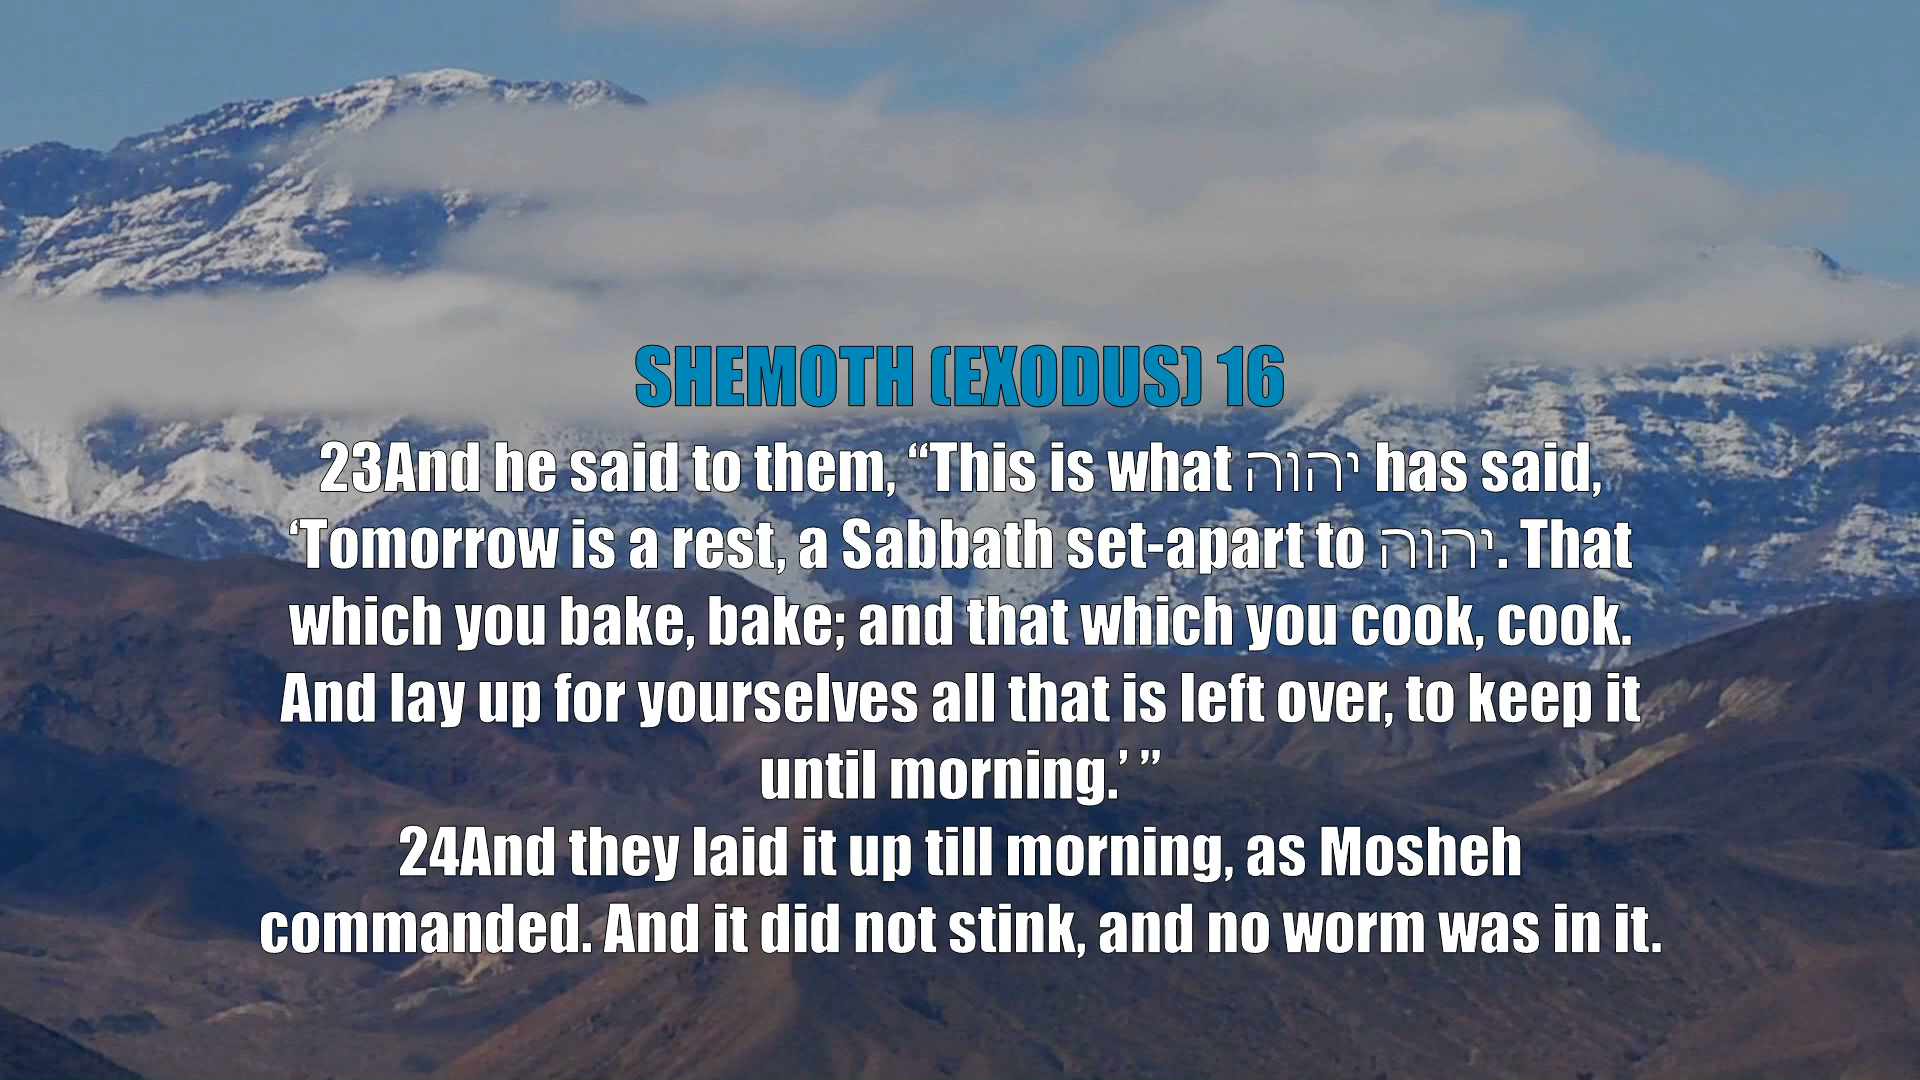 SHEMOTH (EXODUS) 16
23And he said to them, “This is what יהוה has said,
‘Tomorrow is a rest, a Sabbath set-apart to יהוה. That
which you bake, bake; and that which you cook, cook.
And lay up for yourselves all that is left over, to keep it
until morning.’ ”
24And they laid it up till morning, as Mosheh
commanded. And it did not stink, and no worm was in it.